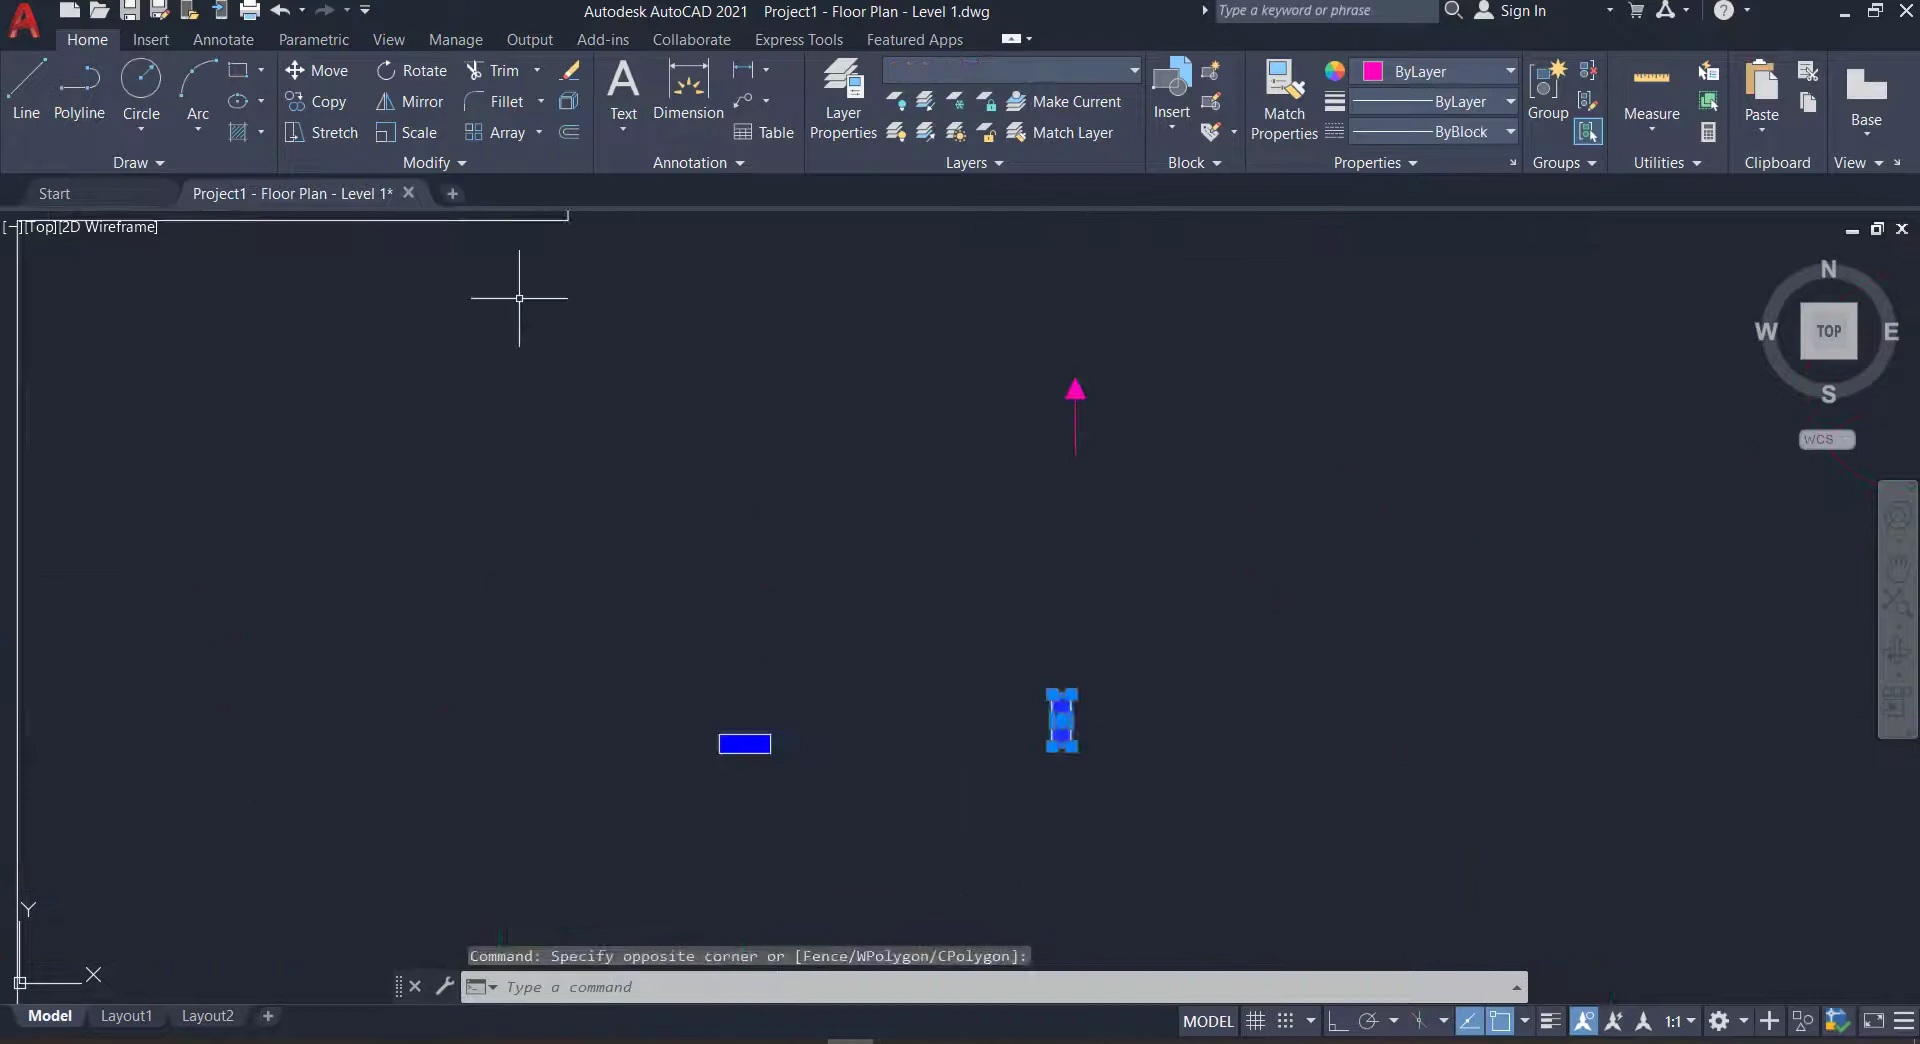 Autodesk AutoCAD 2021 Project1 - Floor Plan - Level 1.dwg
Type a keyword or phrase
Sign In
Home Insert Annotate Parametric View Manage Output Add-ins Collaborate Express Tools Featured Apps
Line Polyline Circle Arc
Draw
Move Rotate Trim
Copy Mirror Fillet
Stretch Scale Array
Modify
Text Dimension Table
Annotation
Layer Properties
Make Current
Match Layer
Layers
Insert
Block
Match Properties
ByLayer
ByLayer
ByBlock
Properties
Group
Groups
Measure
Utilities
Paste
Clipboard
Base
View
Start Project1 - Floor Plan - Level 1*
[−][Top][2D Wireframe]
N
W TOP E
S
WCS
Y
X
Command: Specify opposite corner or [Fence/WPolygon/CPolygon]:
Type a command
Model Layout1 Layout2
MODEL 1:1